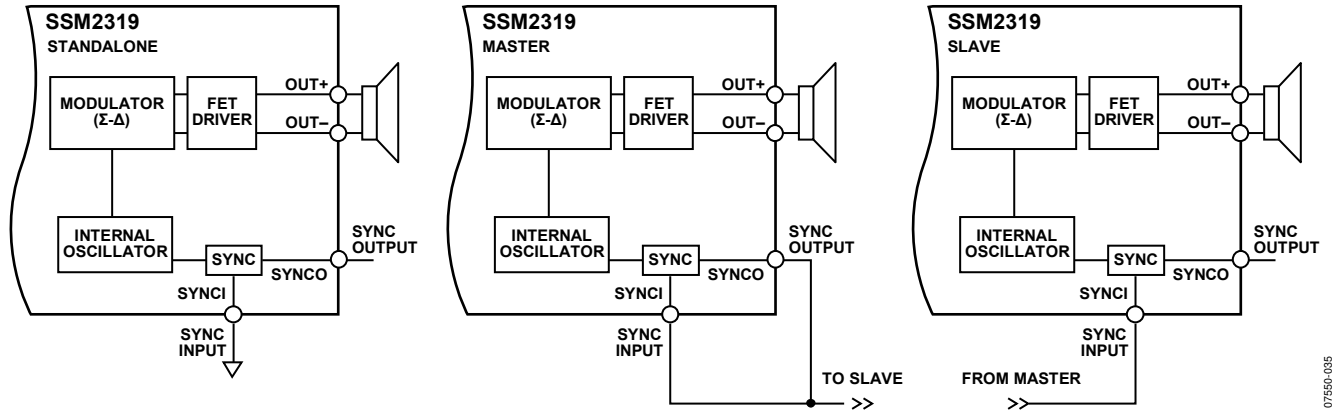 SSM2319
STANDALONE
MODULATOR
(Σ-Δ)
FET
DRIVER
OUT+
OUT–
INTERNAL
OSCILLATOR
SYNC
SYNCO
SYNC
OUTPUT
SYNCI
SYNC
INPUT
SSM2319
MASTER
MODULATOR
(Σ-Δ)
FET
DRIVER
OUT+
OUT–
INTERNAL
OSCILLATOR
SYNC
SYNCO
SYNC
OUTPUT
SYNCI
SYNC
INPUT
TO SLAVE
SSM2319
SLAVE
MODULATOR
(Σ-Δ)
FET
DRIVER
OUT+
OUT–
INTERNAL
OSCILLATOR
SYNC
SYNCO
SYNC
OUTPUT
SYNCI
SYNC
INPUT
FROM MASTER
07550-035